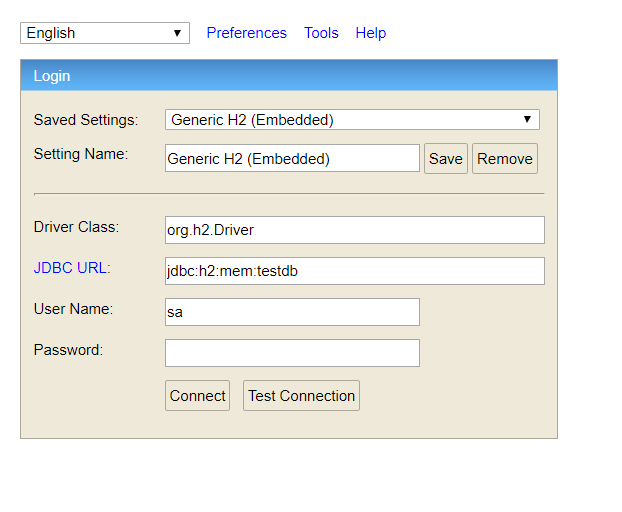 English Preferences Tools Help
Login
Saved Settings: Generic H2 (Embedded)
Setting Name: Generic H2 (Embedded) Save Remove
Driver Class: org.h2.Driver
JDBC URL: jdbc:h2:mem:testdb
User Name: sa
Password:
Connect Test Connection